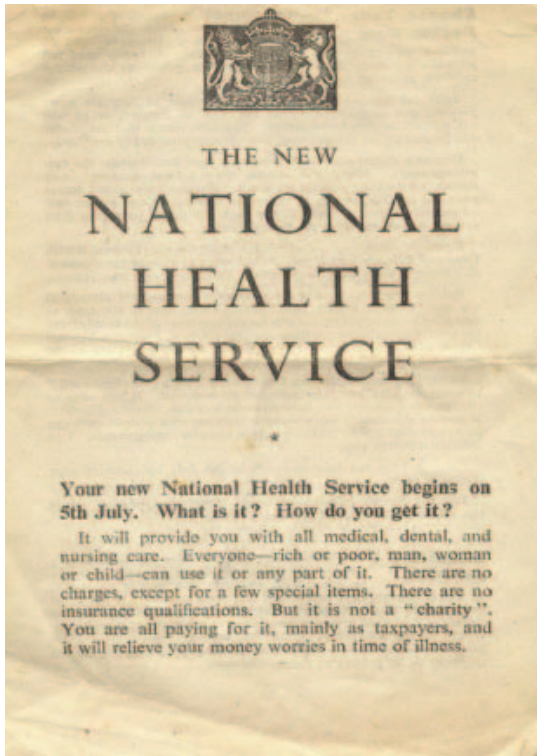 THE NEW
NATIONAL
HEALTH
SERVICE
*
Your new National Health Service begins on
5th July. What is it? How do you get it?
It will provide you with all medical, dental, and
nursing care. Everyone—rich or poor, man, woman
or child—can use it or any part of it. There are no
charges, except for a few special items. There are no
insurance qualifications. But it is not a "charity".
You are all paying for it, mainly as taxpayers, and
it will relieve your money worries in time of illness.